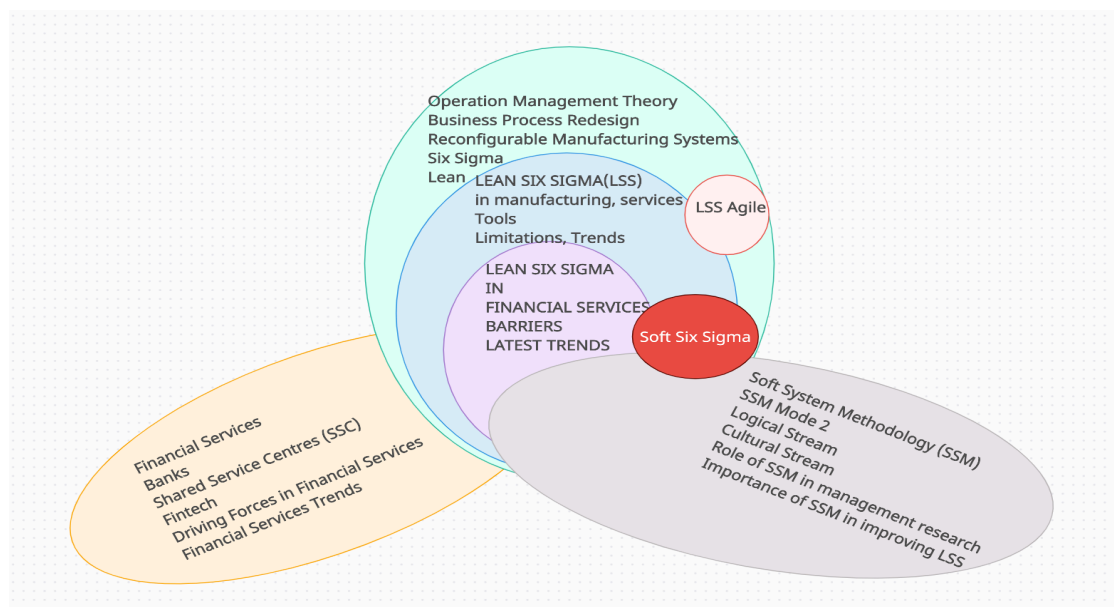 Operation Management Theory
Business Process Redesign
Reconfigurable Manufacturing Systems
Six Sigma
Lean
LEAN SIX SIGMA(LSS)
in manufacturing, services
Tools
Limitations, Trends
LSS Agile
LEAN SIX SIGMA
IN
FINANCIAL SERVICES
BARRIERS
LATEST TRENDS
Soft Six Sigma
Financial Services
Banks
Shared Service Centres (SSC)
Fintech
Driving Forces in Financial Services
Financial Services Trends
Soft System Methodology (SSM)
SSM Mode 2
Logical Stream
Cultural Stream
Role of SSM in management research
Importance of SSM in improving LSS